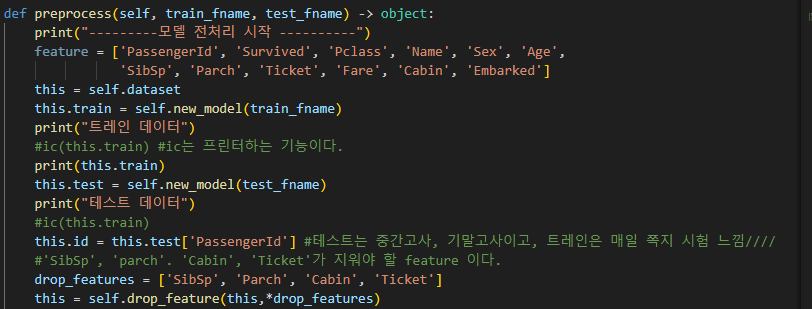 def preprocess(self, train_fname, test_fname) -> object:
print("---------모델 전처리 시작 ----------")
feature = ['PassengerId', 'Survived', 'Pclass', 'Name', 'Sex', 'Age',
'SibSp', 'Parch', 'Ticket', 'Fare', 'Cabin', 'Embarked']
this = self.dataset
this.train = self.new_model(train_fname)
print("트레인 데이터")
#ic(this.train) #ic는 프린터하는 기능이다.
print(this.train)
this.test = self.new_model(test_fname)
print("테스트 데이터")
#ic(this.train)
this.id = this.test['PassengerId'] #테스트는 중간고사, 기말고사이고, 트레인은 매일 쪽지 시험 느낌////
#'SibSp', 'parch'. 'Cabin', 'Ticket'가 지워야 할 feature 이다.
drop_features = ['SibSp', 'Parch', 'Cabin', 'Ticket']
this = self.drop_feature(this,*drop_features)